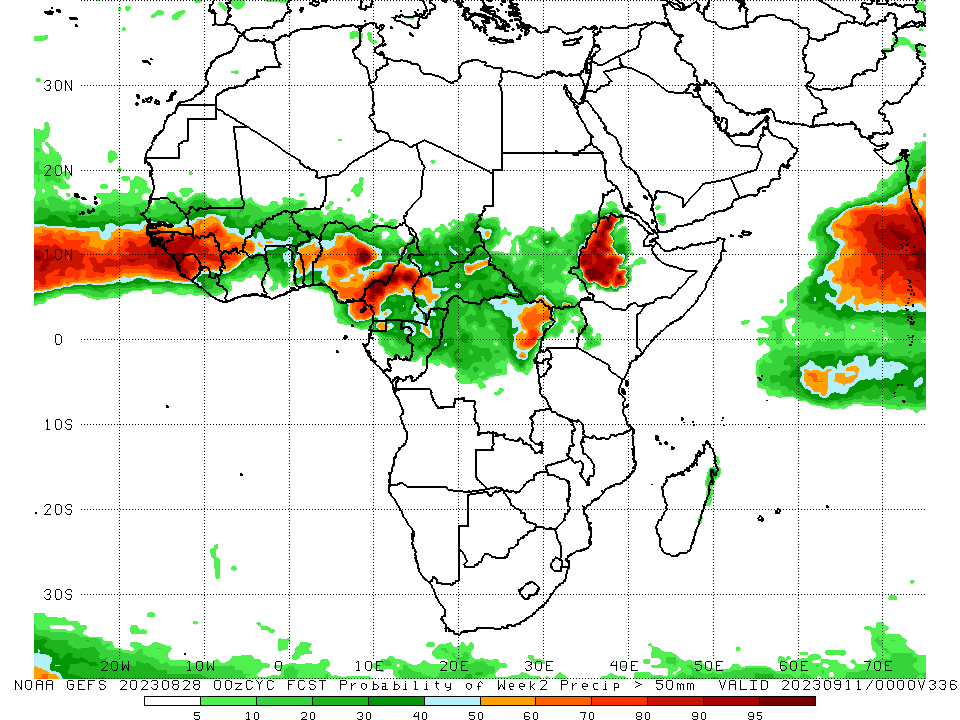 30N
20N
10N
0
10S
20S
30S
20W 10W 0 10E 20E 30E 40E 50E 60E 70E
NOAA GEFS 20230828 00zCYC FCST Probability of Week2 Precip > 50mm VALID 20230911/0000V336
5 10 20 30 40 50 60 70 80 90 95